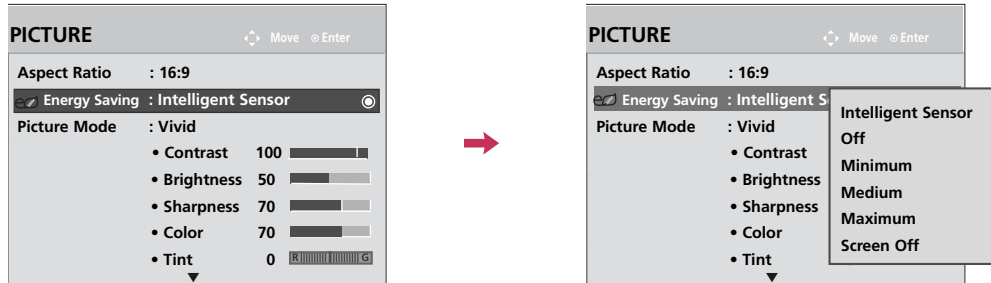 PICTURE
Move Enter
Aspect Ratio : 16:9
Energy Saving : Intelligent Sensor
Picture Mode : Vivid
• Contrast 100
• Brightness 50
• Sharpness 70
• Color 70
• Tint 0 R G
PICTURE
Move Enter
Aspect Ratio : 16:9
Energy Saving : Intelligent S
Picture Mode : Vivid
• Contrast
• Brightness
• Sharpness
• Color
• Tint
Intelligent Sensor
Off
Minimum
Medium
Maximum
Screen Off